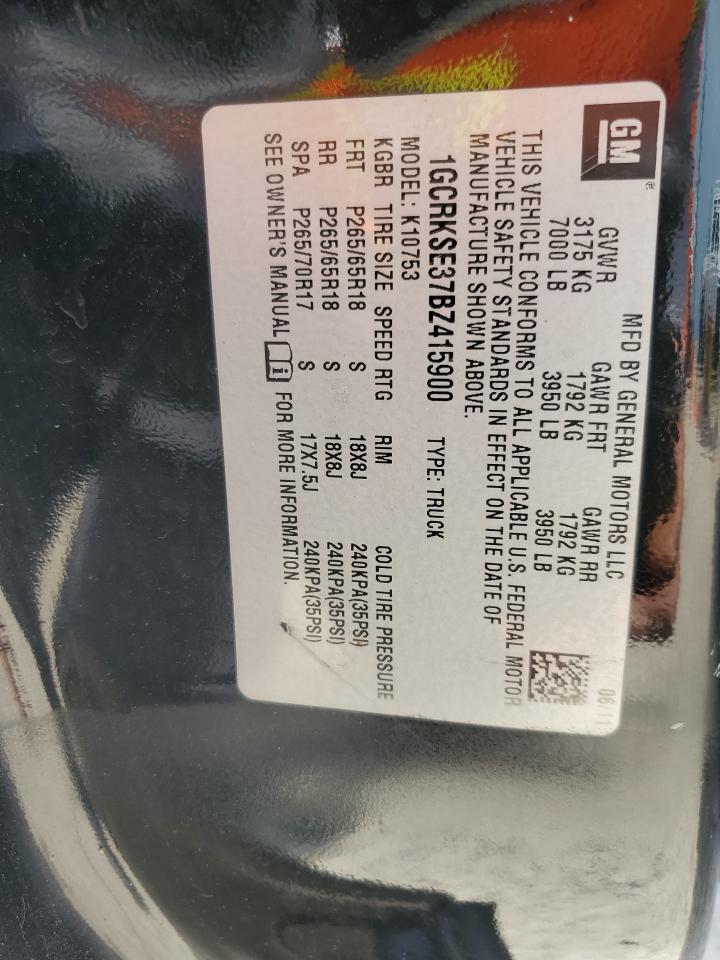 GM
®
MFD BY GENERAL MOTORS LLC 06/11
GVWR GAWR FRT GAWR RR
3175 KG 1792 KG 1792 KG
7000 LB 3950 LB 3950 LB
THIS VEHICLE CONFORMS TO ALL APPLICABLE U.S. FEDERAL MOTOR
VEHICLE SAFETY STANDARDS IN EFFECT ON THE DATE OF
MANUFACTURE SHOWN ABOVE.
1GCRKSE37BZ415900 TYPE: TRUCK
MODEL: K10753
KGBR TIRE SIZE SPEED RTG RIM COLD TIRE PRESSURE
FRT P265/65R18 S 18X8J 240KPA(35PSI)
RR P265/65R18 S 18X8J 240KPA(35PSI)
SPA P265/70R17 S 17X7.5J 240KPA(35PSI)
SEE OWNER'S MANUAL i FOR MORE INFORMATION.